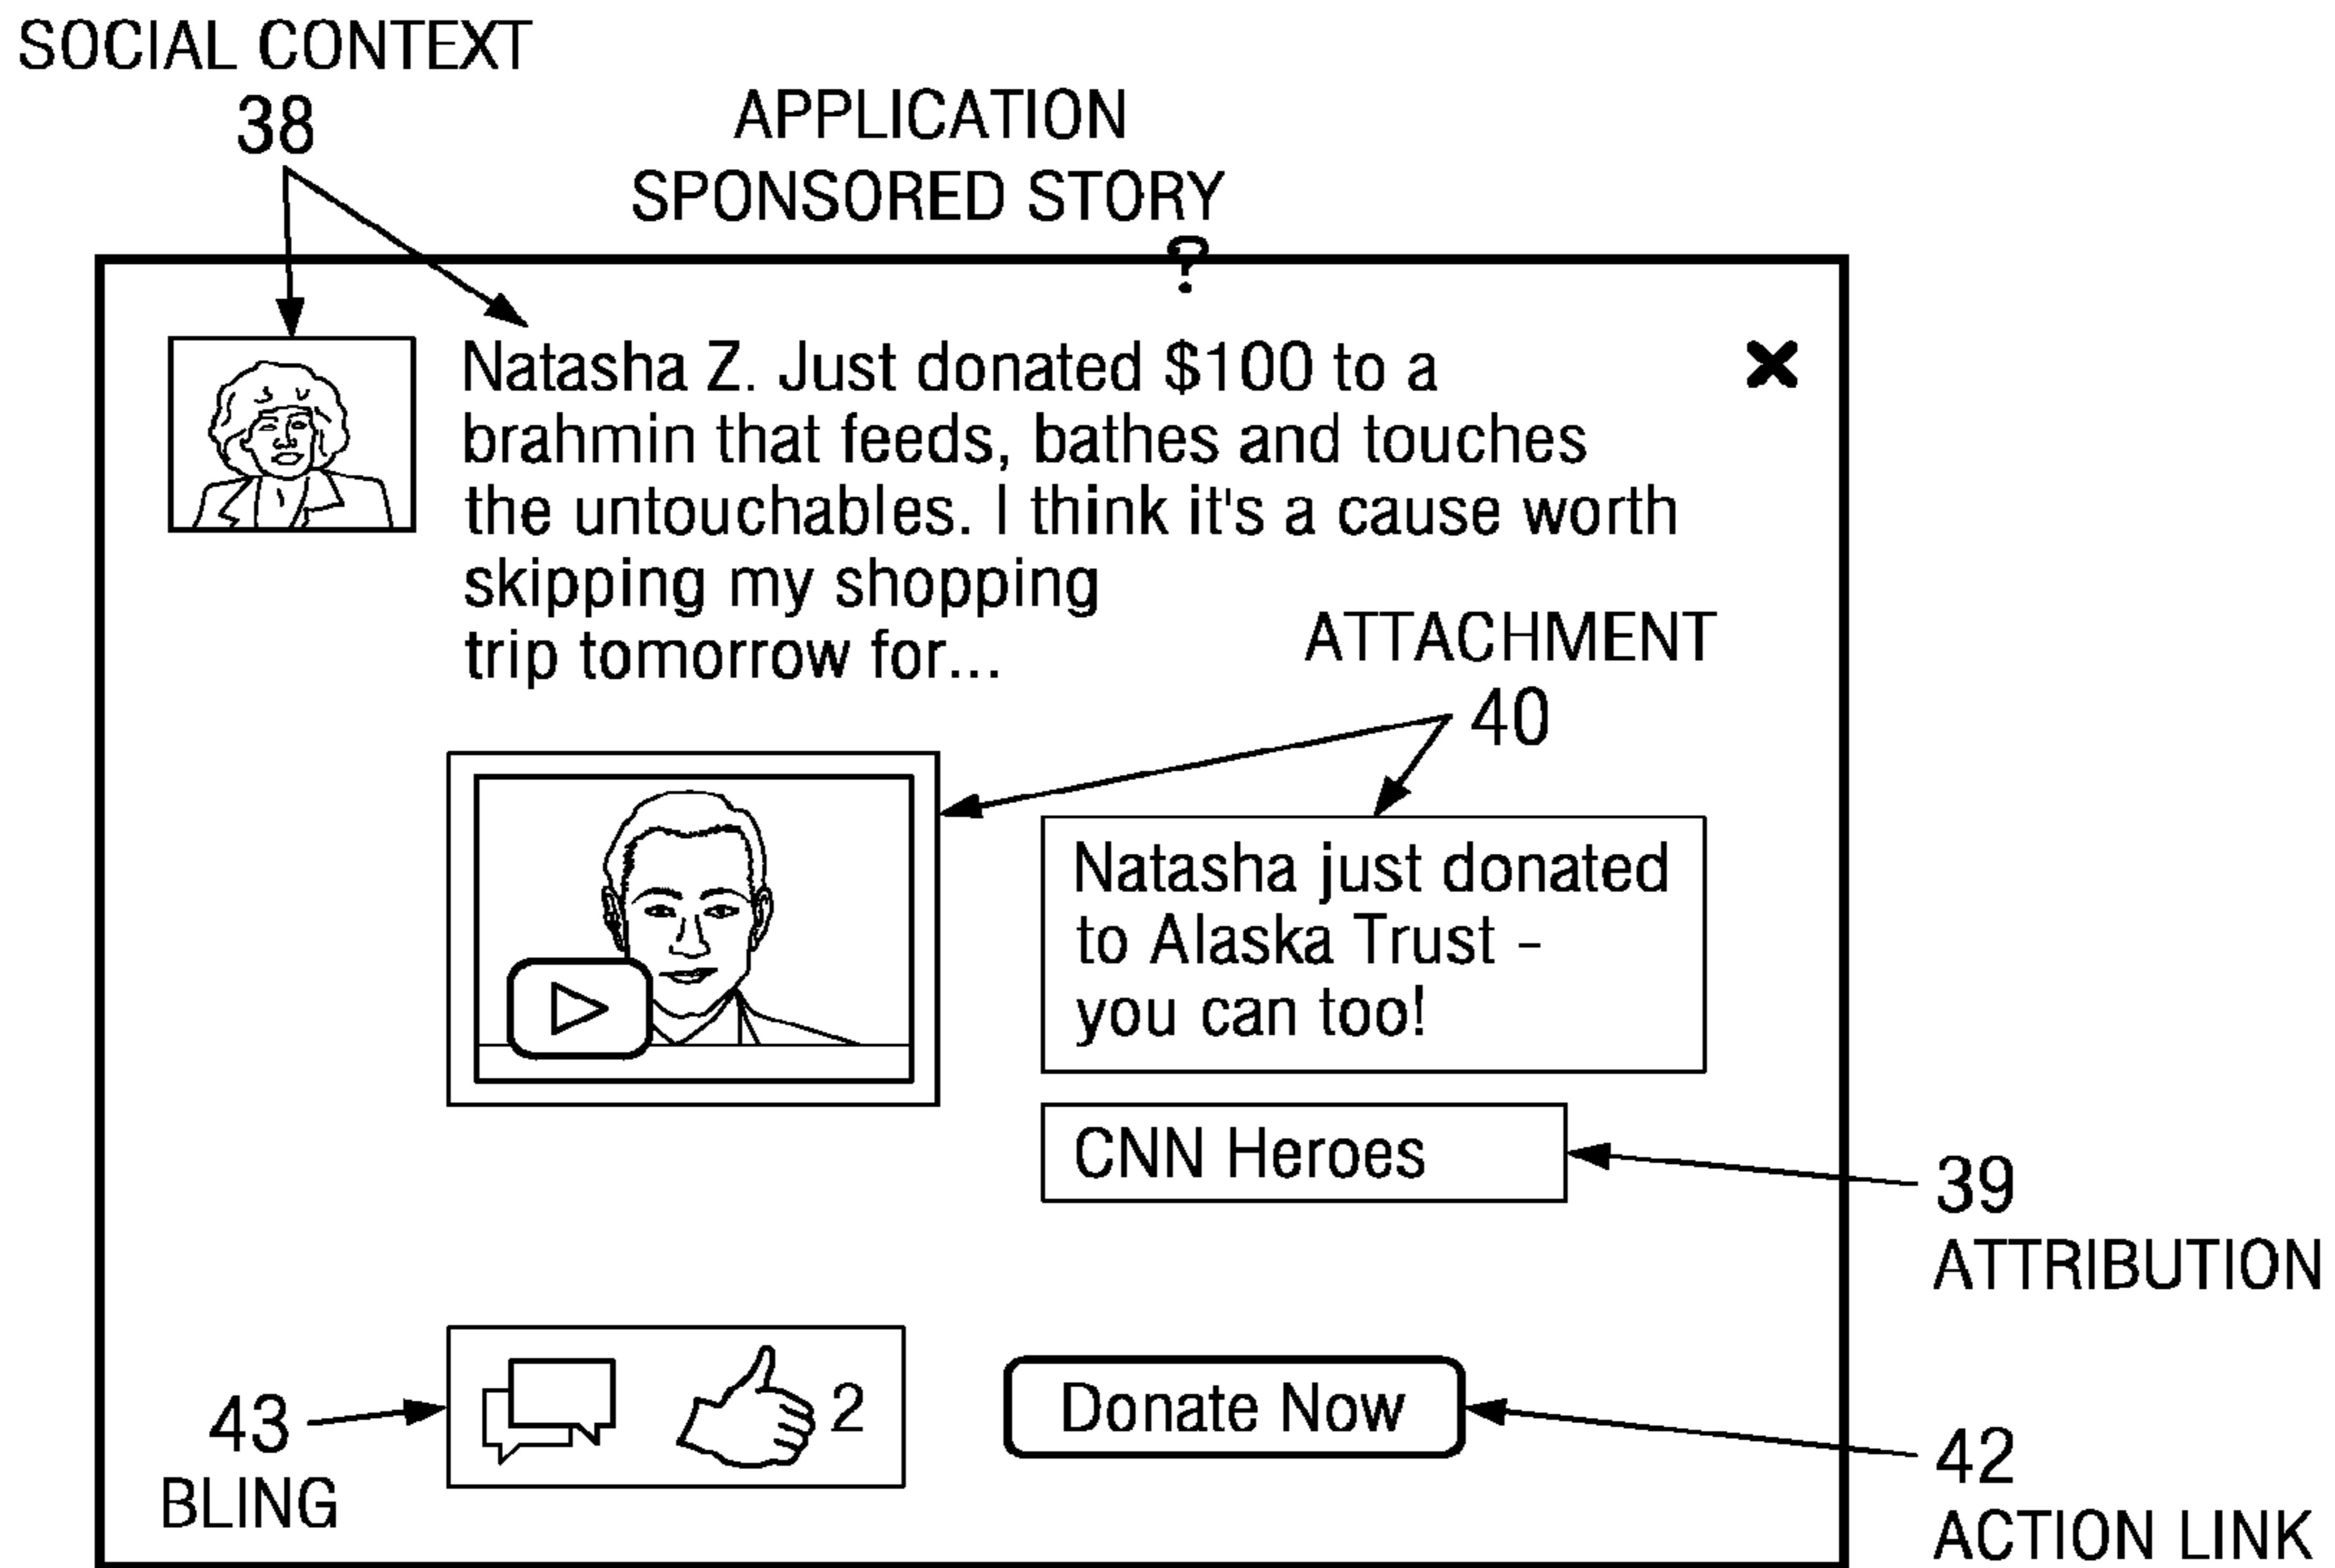 SOCIAL CONTEXT
38
APPLICATION
SPONSORED STORY
?
Natasha Z. Just donated $100 to a
brahmin that feeds, bathes and touches
the untouchables. I think it's a cause worth
skipping my shopping
trip tomorrow for...
ATTACHMENT
40
Natasha just donated
to Alaska Trust –
you can too!
CNN Heroes
39
ATTRIBUTION
43
BLING
2
Donate Now
42
ACTION LINK